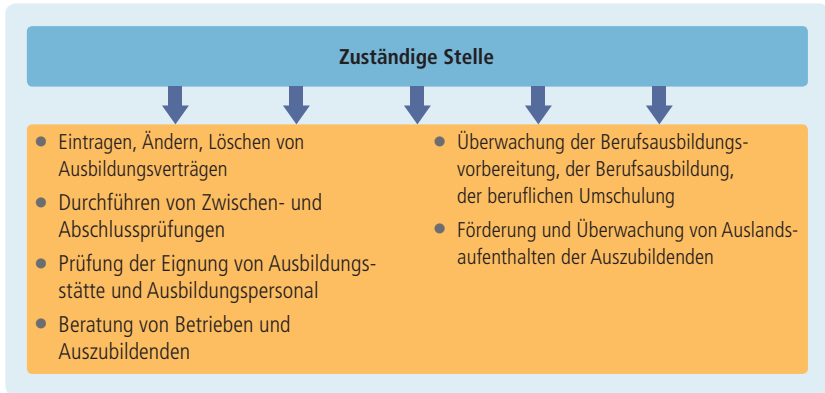 Zuständige Stelle
● Eintragen, Ändern, Löschen von
Ausbildungsverträgen
● Durchführen von Zwischen- und
Abschlussprüfungen
● Prüfung der Eignung von Ausbildungs-
stätte und Ausbildungspersonal
● Beratung von Betrieben und
Auszubildenden
● Überwachung der Berufsausbildungs-
vorbereitung, der Berufsausbildung,
der beruflichen Umschulung
● Förderung und Überwachung von Auslands-
aufenthalten der Auszubildenden